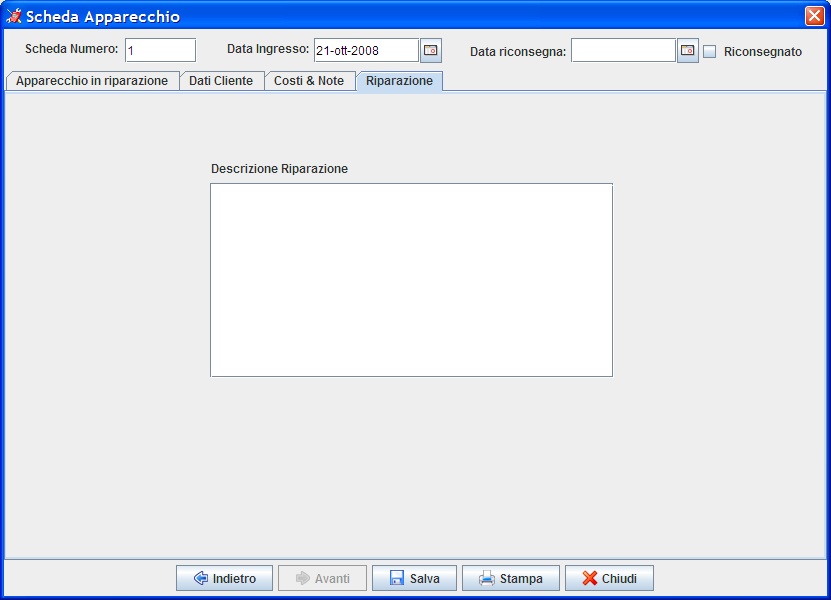 Scheda Apparecchio
Scheda Numero: 1 Data Ingresso: 21-ott-2008 Data riconsegna: Riconsegnato
Apparecchio in riparazione Dati Cliente Costi & Note Riparazione
Descrizione Riparazione
Indietro Avanti Salva Stampa Chiudi